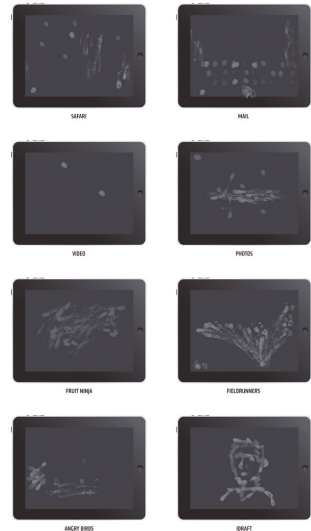 SAFARI
MAIL
VIDEO
PHOTOS
FRUIT NINJA
FIELDRUNNERS
ANGRY BIRDS
IDRAFT